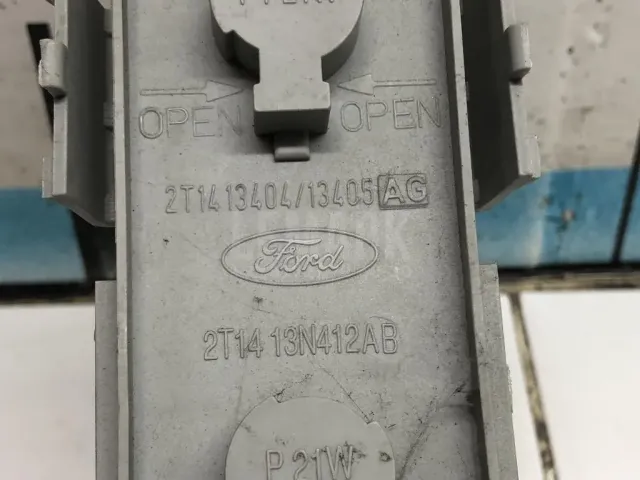 OPEN OPEN
2T14 13404/13405 AG
Ford
2T14 13N412AB
P 21W